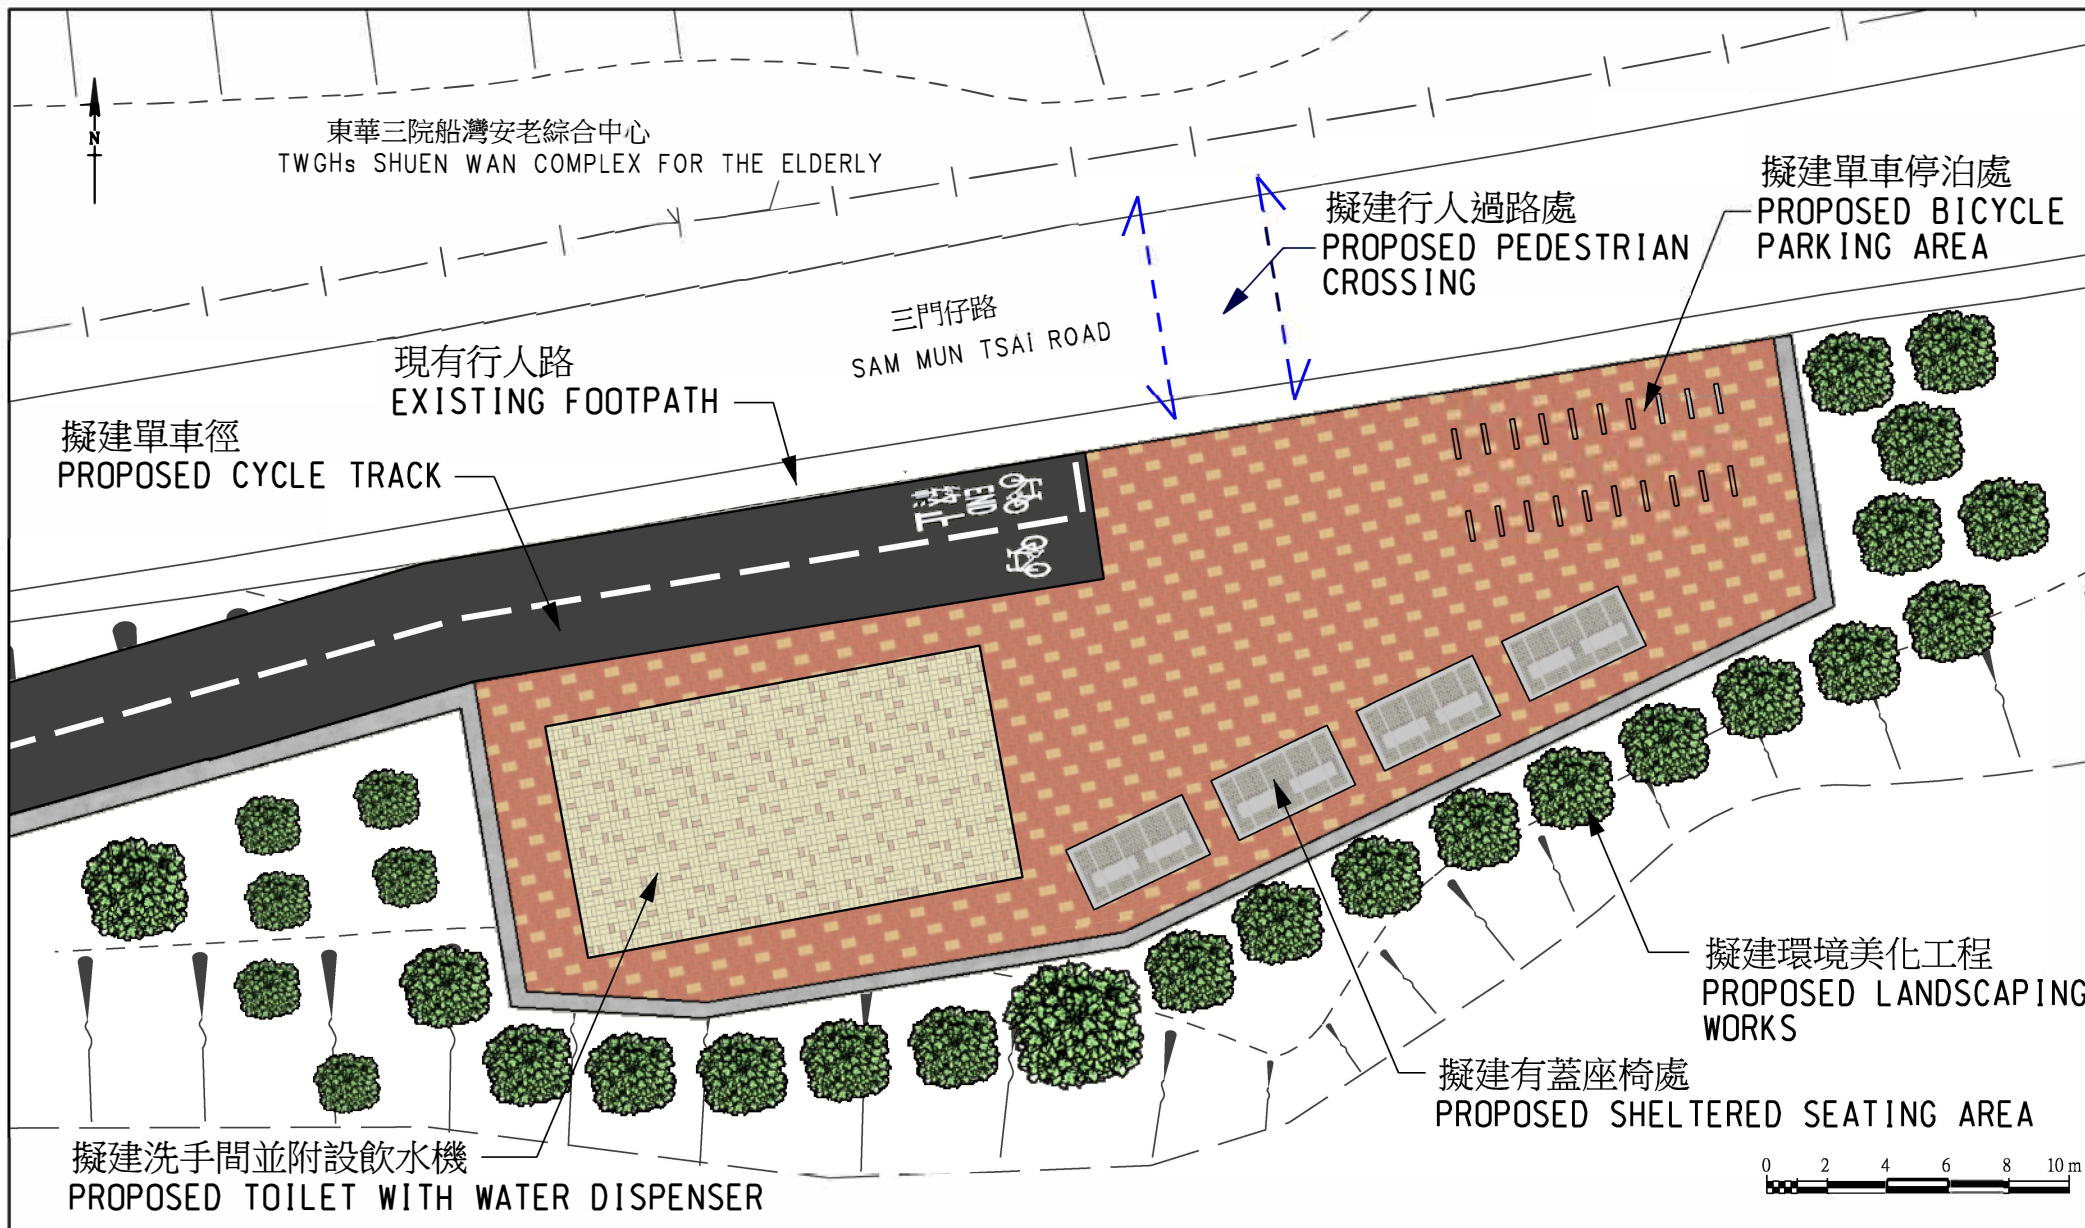 N
東華三院船灣安老綜合中心
TWGHs SHUEN WAN COMPLEX FOR THE ELDERLY
擬建單車停泊處
PROPOSED BICYCLE
PARKING AREA
擬建行人過路處
PROPOSED PEDESTRIAN
CROSSING
三門仔路
SAM MUN TSAI ROAD
現有行人路
EXISTING FOOTPATH
擬建單車徑
PROPOSED CYCLE TRACK
END
終止
擬建環境美化工程
PROPOSED LANDSCAPING
WORKS
擬建有蓋座椅處
PROPOSED SHELTERED SEATING AREA
擬建洗手間並附設飲水機
PROPOSED TOILET WITH WATER DISPENSER
0 2 4 6 8 10 m